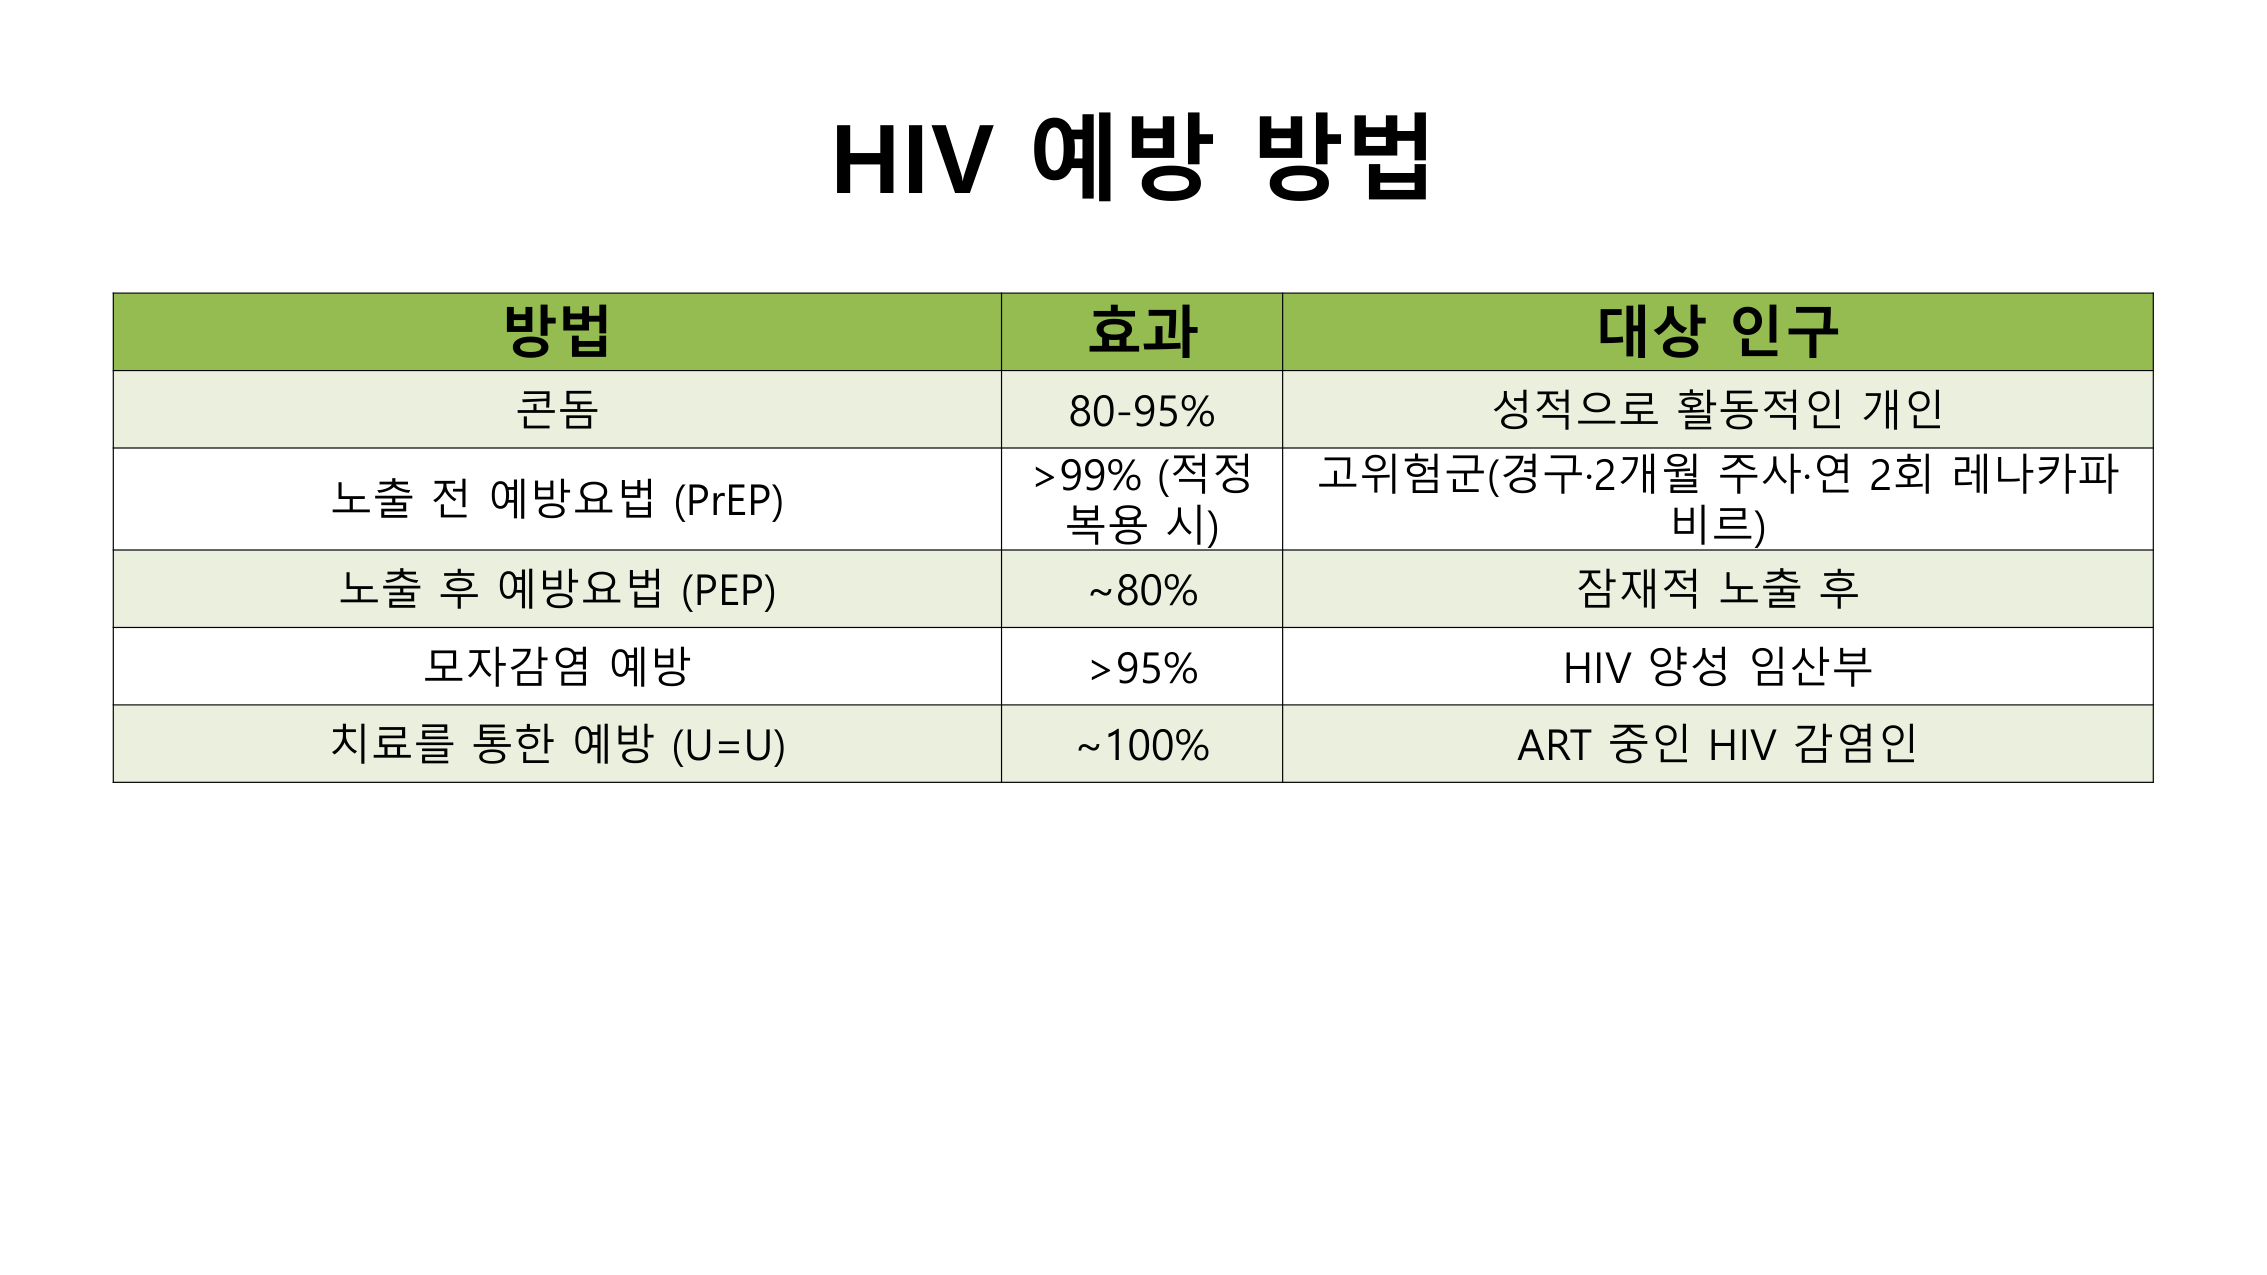 HIV 예방 방법
방법 효과 대상 인구
콘돔 80-95% 성적으로 활동적인 개인
노출 전 예방요법 (PrEP) >99% (적정 복용 시) 고위험군(경구·2개월 주사·연 2회 레나카파비르)
노출 후 예방요법 (PEP) ~80% 잠재적 노출 후
모자감염 예방 >95% HIV 양성 임산부
치료를 통한 예방 (U=U) ~100% ART 중인 HIV 감염인